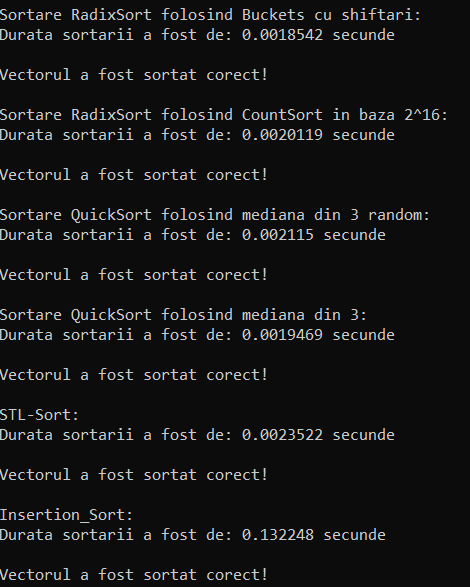 Sortare RadixSort folosind Buckets cu shiftari:
Durata sortarii a fost de: 0.0018542 secunde
Vectorul a fost sortat corect!
Sortare RadixSort folosind CountSort in baza 2^16:
Durata sortarii a fost de: 0.0020119 secunde
Vectorul a fost sortat corect!
Sortare QuickSort folosind mediana din 3 random:
Durata sortarii a fost de: 0.002115 secunde
Vectorul a fost sortat corect!
Sortare QuickSort folosind mediana din 3:
Durata sortarii a fost de: 0.0019469 secunde
Vectorul a fost sortat corect!
STL-Sort:
Durata sortarii a fost de: 0.0023522 secunde
Vectorul a fost sortat corect!
Insertion_Sort:
Durata sortarii a fost de: 0.132248 secunde
Vectorul a fost sortat corect!